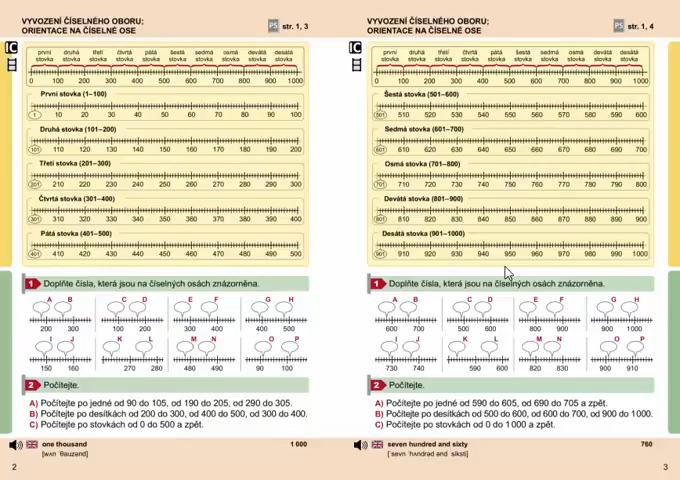 VYVOZENÍ ČÍSELNÉHO OBORU;
ORIENTACE NA ČÍSELNÉ OSE
PS str. 1, 3
první stovka druhá stovka třetí stovka čtvrtá stovka pátá stovka šestá stovka sedmá stovka osmá stovka devátá stovka desátá stovka
0 100 200 300 400 500 600 700 800 900 1000
První stovka (1–100)
1 10 20 30 40 50 60 70 80 90 100
Druhá stovka (101–200)
101 110 120 130 140 150 160 170 180 190 200
Třetí stovka (201–300)
201 210 220 230 240 250 260 270 280 290 300
Čtvrtá stovka (301–400)
301 310 320 330 340 350 360 370 380 390 400
Pátá stovka (401–500)
401 410 420 430 440 450 460 470 480 490 500
1 Doplňte čísla, která jsou na číselných osách znázorněna.
A B C D E F G H
200 300 100 200 300 400 400 500
I J K L M N O P
150 160 270 280 480 490 90 100
2 Počítejte.
A) Počítejte po jedné od 90 do 105, od 190 do 205, od 290 do 305.
B) Počítejte po desítkách od 200 do 300, od 400 do 500, od 300 do 400.
C) Počítejte po stovkách od 0 do 500 a zpět.
one thousand 1 000
[wʌn ˈθauzənd]
2
VYVOZENÍ ČÍSELNÉHO OBORU;
ORIENTACE NA ČÍSELNÉ OSE
PS str. 1, 4
první stovka druhá stovka třetí stovka čtvrtá stovka pátá stovka šestá stovka sedmá stovka osmá stovka devátá stovka desátá stovka
0 100 200 300 400 500 600 700 800 900 1000
Šestá stovka (501–600)
501 510 520 530 540 550 560 570 580 590 600
Sedmá stovka (601–700)
601 610 620 630 640 650 660 670 680 690 700
Osmá stovka (701–800)
701 710 720 730 740 750 760 770 780 790 800
Devátá stovka (801–900)
801 810 820 830 840 850 860 870 880 890 900
Desátá stovka (901–1000)
901 910 920 930 940 950 960 970 980 990 1000
1 Doplňte čísla, která jsou na číselných osách znázorněna.
A B C D E F G H
600 700 500 600 800 900 900 1000
I J K L M N O P
730 740 590 600 820 830 900 910
2 Počítejte.
A) Počítejte po jedné od 590 do 605, od 690 do 705 a zpět.
B) Počítejte po desítkách od 500 do 600, od 600 do 700, od 900 do 1000.
C) Počítejte po stovkách od 0 do 1 000 a zpět.
seven hundred and sixty 760
[ˈsevn ˈhʌndrəd ənd ˈsiksti]
3